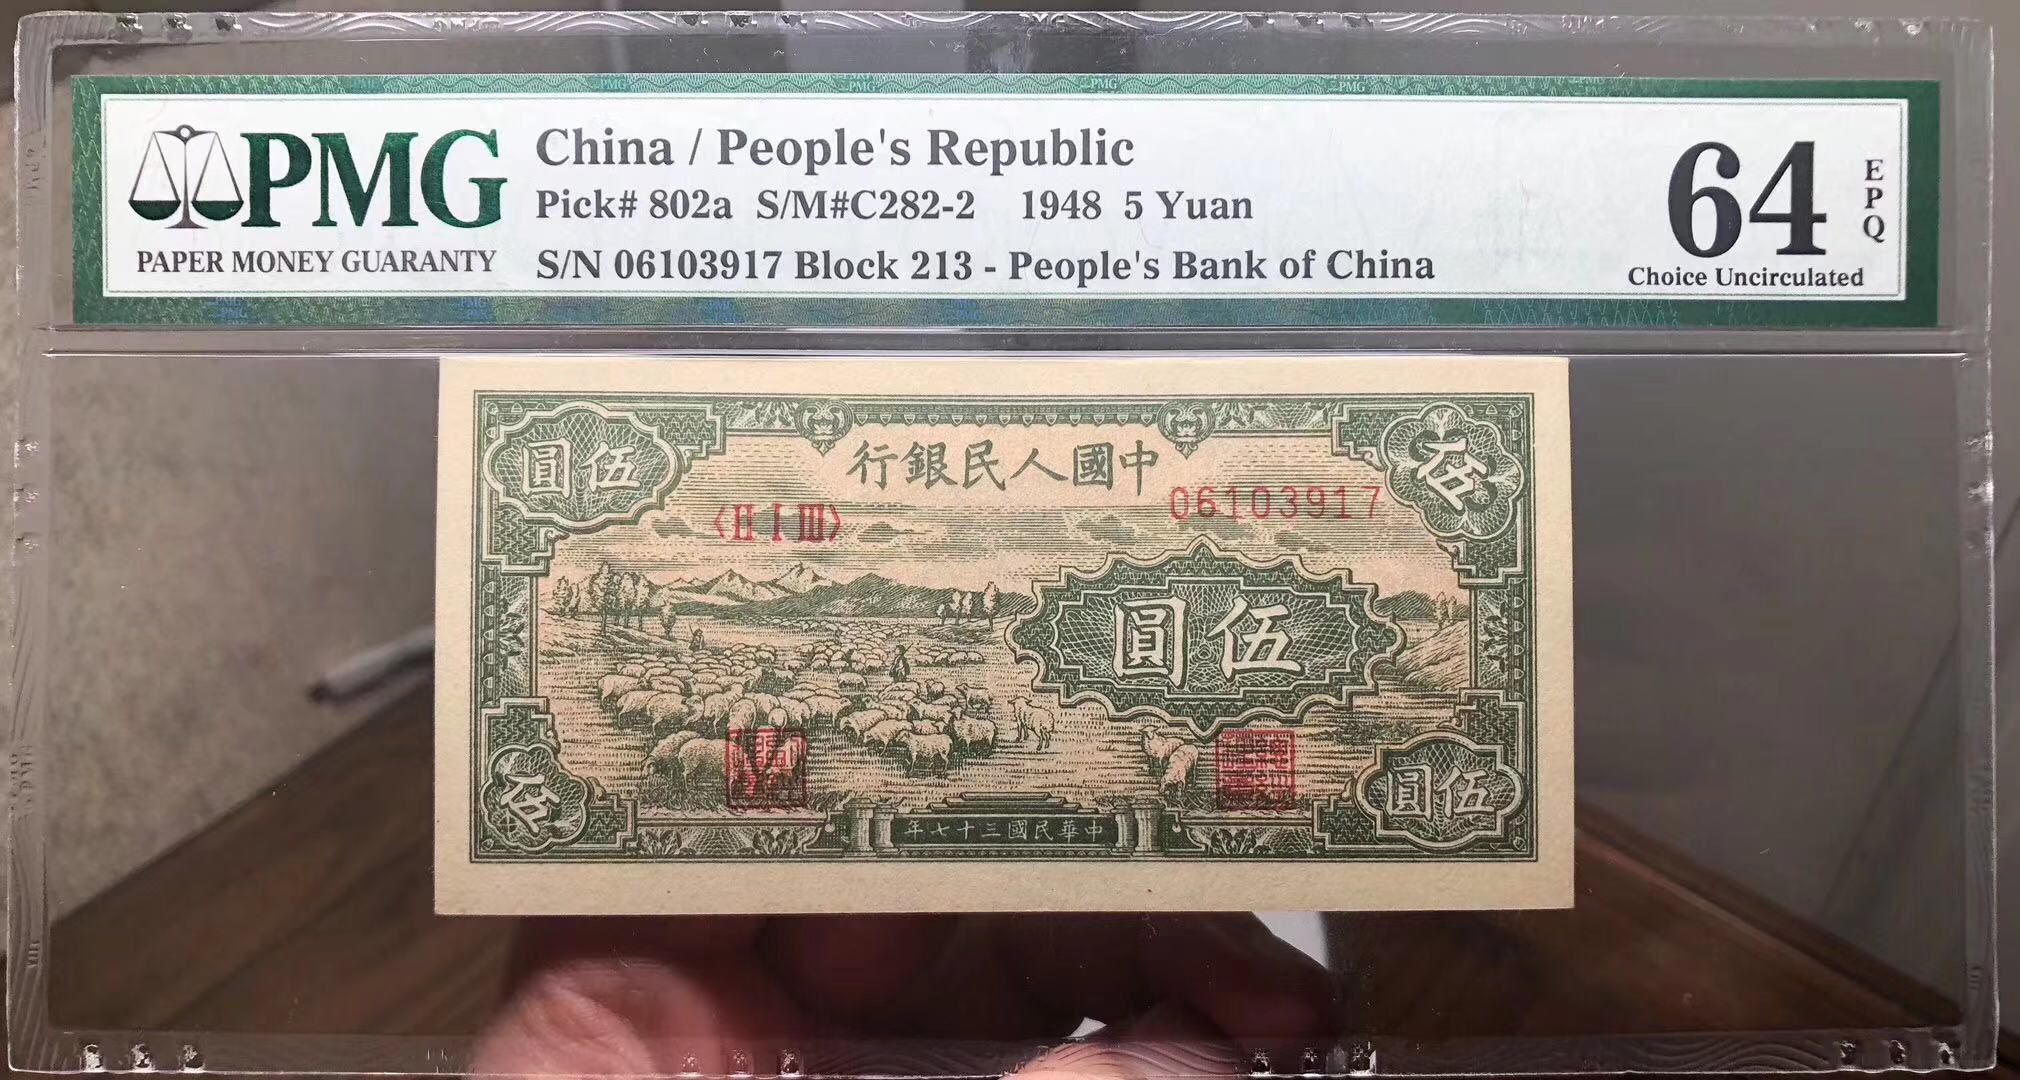 PMG
PAPER MONEY GUARANTY
China / People's Republic
Pick# 802a S/M#C282-2 1948 5 Yuan
S/N 06103917 Block 213 - People's Bank of China
64
EPQ
Choice Uncirculated
行銀民人國中
圓伍
伍
〈II I III〉
06103917
圓伍
伍
圓伍
年七十三國民華中